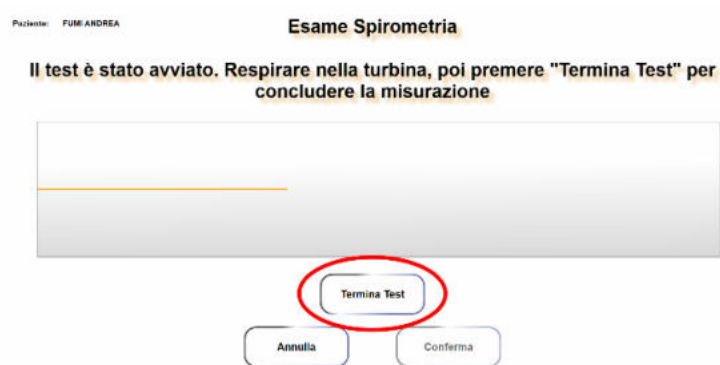 Paziente: FUMI ANDREA
Esame Spirometria
Il test è stato avviato. Respirare nella turbina, poi premere "Termina Test" per
concludere la misurazione
Termina Test
Annulla
Conferma